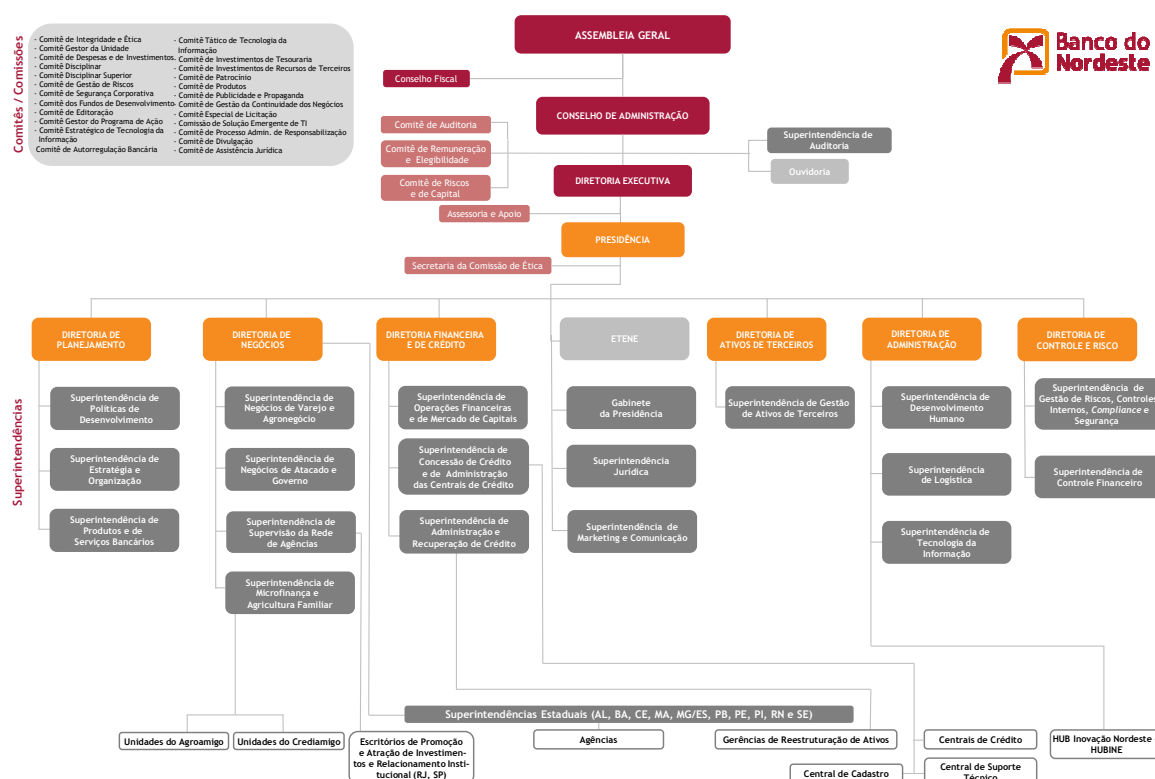 Comitês / Comissões
- Comitê de Integridade e Ética
- Comitê Gestor da Unidade
- Comitê de Despesas e de Investimentos
- Comitê Disciplinar
- Comitê Disciplinar Superior
- Comitê de Gestão de Riscos
- Comitê de Segurança Corporativa
- Comitê dos Fundos de Desenvolvimento
- Comitê de Editoração
- Comitê Gestor do Programa de Ação
- Comitê Estratégico de Tecnologia da
Informação
Comitê de Autorregulação Bancária
- Comitê Tático de Tecnologia da
Informação
- Comitê de Investimentos de Tesouraria
- Comitê de Investimentos de Recursos de Terceiros
- Comitê de Patrocínio
- Comitê de Produtos
- Comitê de Publicidade e Propaganda
- Comitê de Gestão da Continuidade dos Negócios
- Comitê Especial de Licitação
- Comissão de Solução Emergente de TI
- Comitê de Processo Admin. de Responsabilização
- Comitê de Divulgação
- Comitê de Assistência Jurídica
Banco do
Nordeste
ASSEMBLEIA GERAL
Conselho Fiscal
CONSELHO DE ADMINISTRAÇÃO
Comitê de Auditoria
Comitê de Remuneração
e Elegibilidade
Comitê de Riscos
e de Capital
Superintendência de
Auditoria
Ouvidoria
DIRETORIA EXECUTIVA
Assessoria e Apoio
PRESIDÊNCIA
Secretaria da Comissão de Ética
DIRETORIA DE
PLANEJAMENTO
DIRETORIA DE
NEGÓCIOS
DIRETORIA FINANCEIRA
E DE CRÉDITO
ETENE
DIRETORIA DE
ATIVOS DE TERCEIROS
DIRETORIA DE
ADMINISTRAÇÃO
DIRETORIA DE
CONTROLE E RISCO
Superintendências
Superintendência de
Políticas de
Desenvolvimento
Superintendência de
Estratégia e
Organização
Superintendência de
Produtos e de
Serviços Bancários
Superintendência de
Negócios de Varejo e
Agronegócio
Superintendência de
Negócios de Atacado e
Governo
Superintendência de
Supervisão da Rede
de Agências
Superintendência de
Microfinança e
Agricultura Familiar
Superintendência de
Operações Financeiras
e de Mercado de Capitais
Superintendência de
Concessão de Crédito
e de Administração
das Centrais de Crédito
Superintendência de
Administração e
Recuperação de Crédito
Gabinete
da Presidência
Superintendência
Jurídica
Superintendência de
Marketing e Comunicação
Superintendência de Gestão
de Ativos de Terceiros
Superintendência de
Desenvolvimento
Humano
Superintendência
de Logística
Superintendência de
Tecnologia da
Informação
Superintendência de
Gestão de Riscos, Controles
Internos, Compliance e
Segurança
Superintendência de
Controle Financeiro
Superintendências Estaduais (AL, BA, CE, MA, MG/ES, PB, PE, PI, RN e SE)
Unidades do Agroamigo
Unidades do Crediamigo
Escritórios de Promoção
e Atração de Investimen-
tos e Relacionamento Insti-
tucional (RJ, SP)
Agências
Gerências de Reestruturação de Ativos
Centrais de Crédito
HUB Inovação Nordeste
HUBINE
Central de Cadastro
Central de Suporte
Técnico